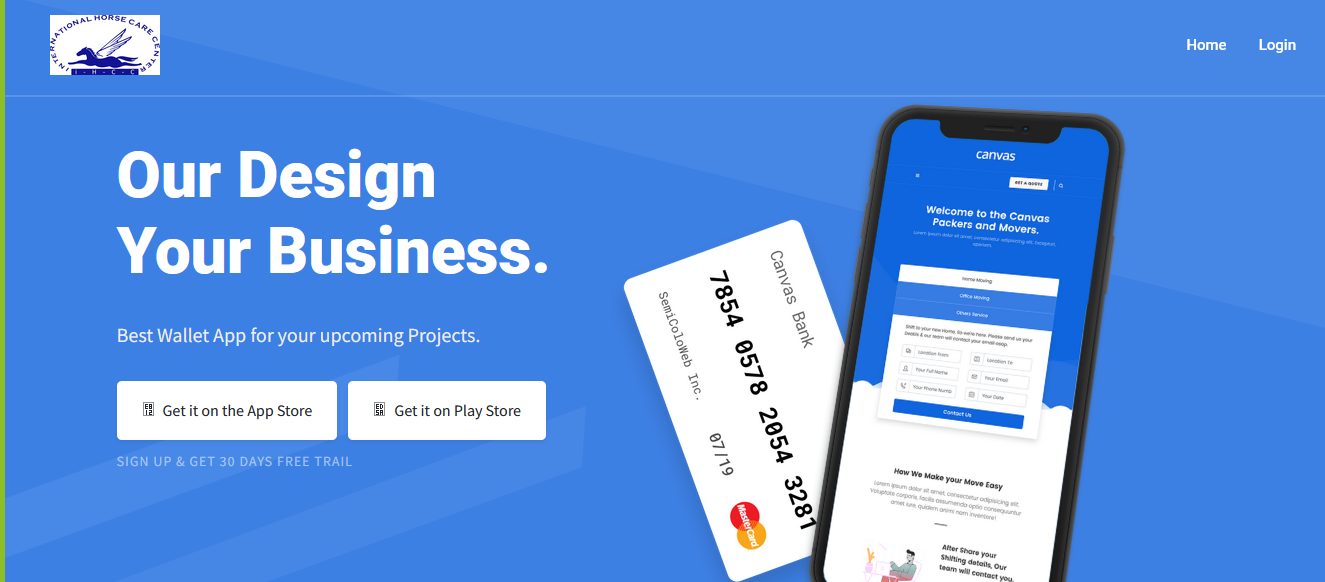 INTERNATIONAL HORSE CARE CENTER
I - H - C - C
Home
Login
Our Design
Your Business.
Best Wallet App for your upcoming Projects.
Get it on the App Store
Get it on Play Store
SIGN UP & GET 30 DAYS FREE TRAIL
Canvas Bank
7854 0578 2054 3281
SemiColoWeb Inc.
07/19
MasterCard
canvas
GET A QUOTE
Welcome to the Canvas
Packers and Movers.
Lorem ipsum dolor sit amet, consectetur adipisicing elit.
Home Moving
Office Moving
Others Service
Shift to your new Home. So we're here. Please send us your
Details & our team will contact you
Location From
Location To
Your Full Name
Your Email
Your Phone Numb
Your Date
Contact Us
How We Make your Move Easy
Lorem ipsum dolor sit amet, consectetur adipisicing elit.
Voluptate corporis, facilis assumenda optio consequuntur
amet iure, quidem animi nam inventore!
After Share your
Shifting details, Our
team will contact you.